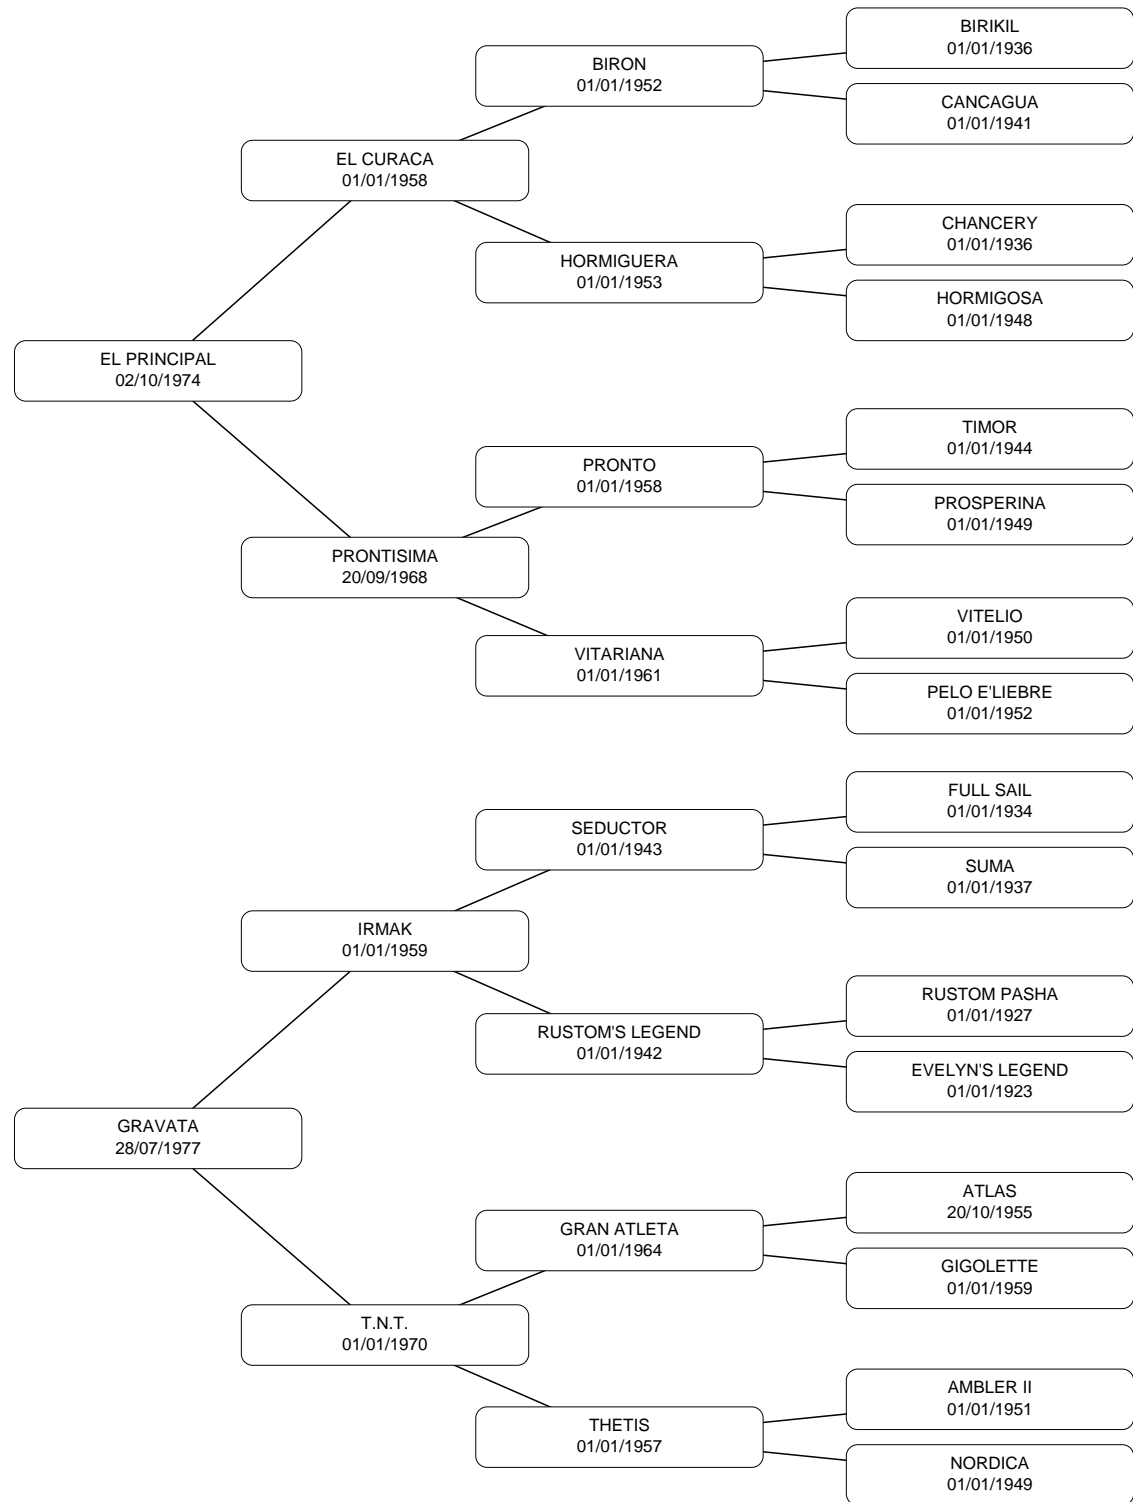 BIRIKIL
01/01/1936
BIRON
01/01/1952
CANCAGUA
01/01/1941
EL CURACA
01/01/1958
CHANCERY
01/01/1936
HORMIGUERA
01/01/1953
HORMIGOSA
01/01/1948
EL PRINCIPAL
02/10/1974
TIMOR
01/01/1944
PRONTO
01/01/1958
PROSPERINA
01/01/1949
PRONTISIMA
20/09/1968
VITELIO
01/01/1950
VITARIANA
01/01/1961
PELO E'LIEBRE
01/01/1952
FULL SAIL
01/01/1934
SEDUCTOR
01/01/1943
SUMA
01/01/1937
IRMAK
01/01/1959
RUSTOM PASHA
01/01/1927
RUSTOM'S LEGEND
01/01/1942
EVELYN'S LEGEND
01/01/1923
GRAVATA
28/07/1977
ATLAS
20/10/1955
GRAN ATLETA
01/01/1964
GIGOLETTE
01/01/1959
T.N.T.
01/01/1970
AMBLER II
01/01/1951
THETIS
01/01/1957
NORDICA
01/01/1949